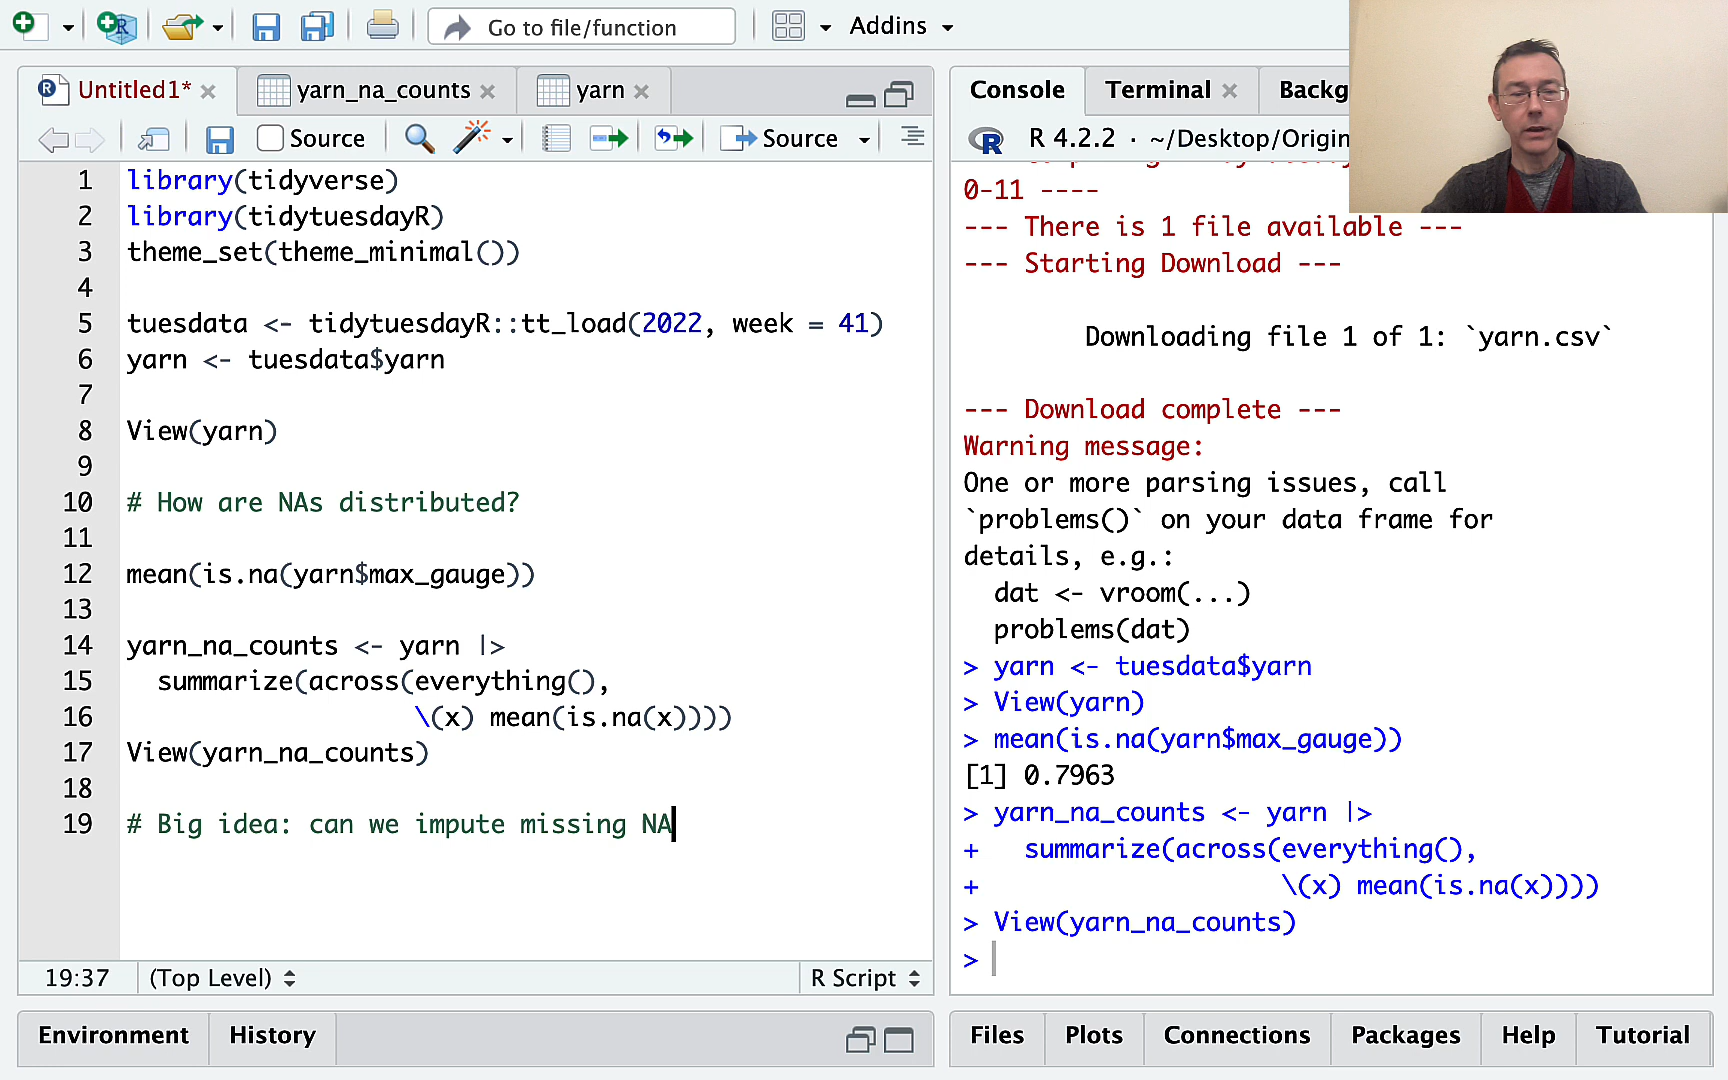 Go to file/function
Addins
Untitled1*
yarn_na_counts
yarn
Source
Source
1 library(tidyverse)
2 library(tidytuesdayR)
3 theme_set(theme_minimal())
4
5 tuesdata <- tidytuesdayR::tt_load(2022, week = 41)
6 yarn <- tuesdata$yarn
7
8 View(yarn)
9
10 # How are NAs distributed?
11
12 mean(is.na(yarn$max_gauge))
13
14 yarn_na_counts <- yarn |>
15   summarize(across(everything(),
16                    \(x) mean(is.na(x))))
17 View(yarn_na_counts)
18
19 # Big idea: can we impute missing NA
19:37
(Top Level)
R Script
Environment
History
Console
Terminal
Backg
R 4.2.2 · ~/Desktop/Origin
0-11 ----
--- There is 1 file available ---
--- Starting Download ---
Downloading file 1 of 1: `yarn.csv`
--- Download complete ---
Warning message:
One or more parsing issues, call
`problems()` on your data frame for
details, e.g.:
  dat <- vroom(...)
  problems(dat)
> yarn <- tuesdata$yarn
> View(yarn)
> mean(is.na(yarn$max_gauge))
[1] 0.7963
> yarn_na_counts <- yarn |>
+   summarize(across(everything(),
+                    \(x) mean(is.na(x))))
> View(yarn_na_counts)
>
Files
Plots
Connections
Packages
Help
Tutorial